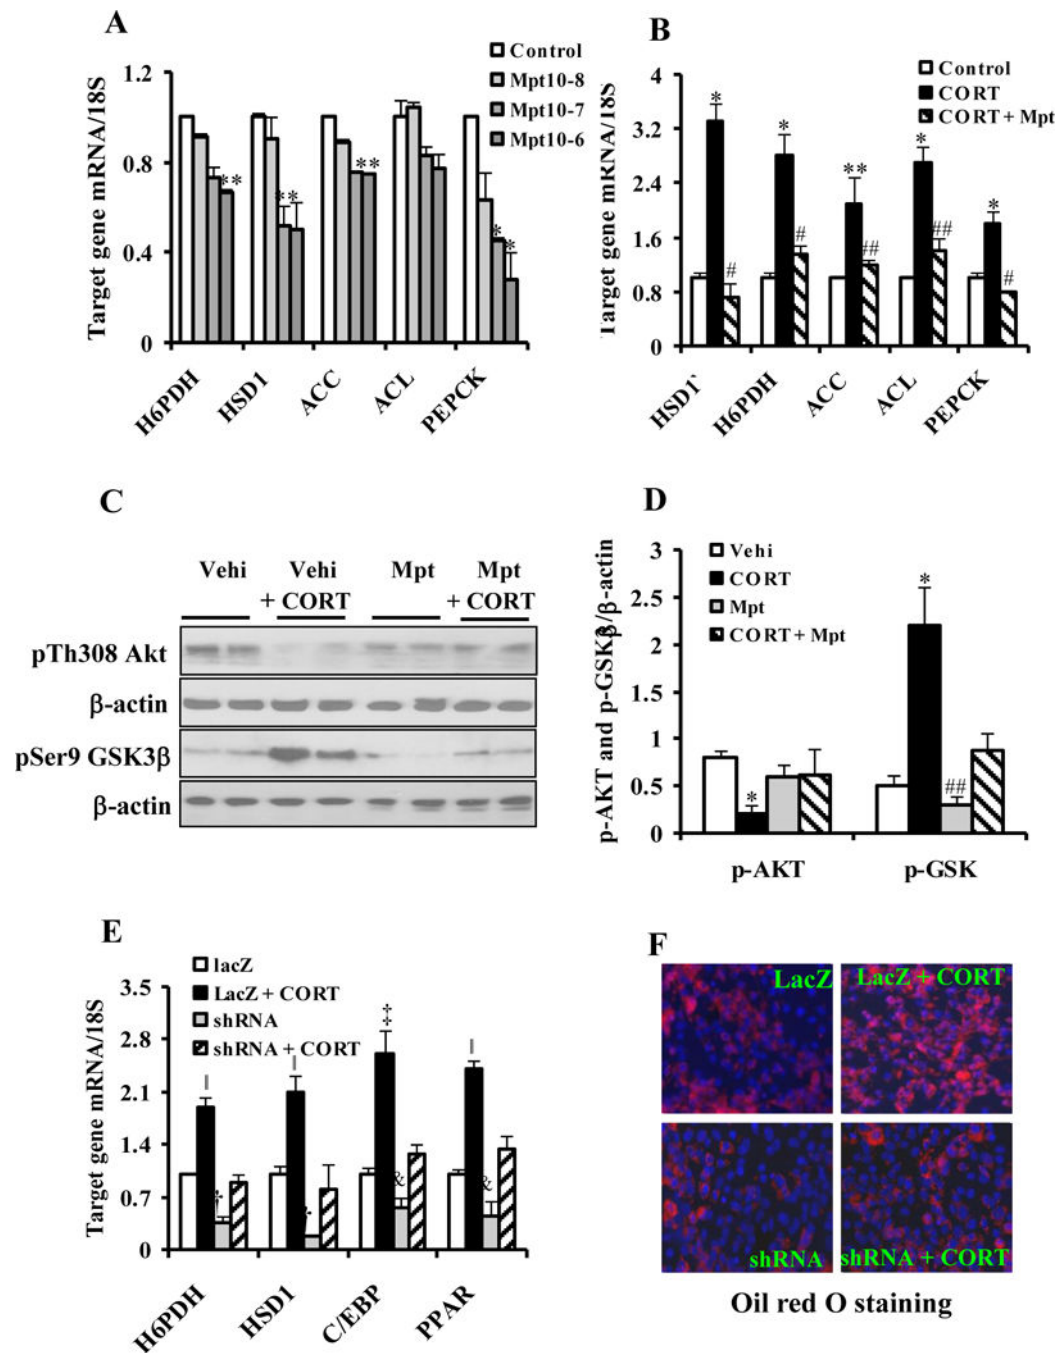 A
Control
Mpt10-8
Mpt10-7
Mpt10-6
Target gene mRNA/18S
1.2
0.8
0.4
0
** ** ** * *
H6PDH HSD1 ACC ACL PEPCK
B
Control
CORT
CORT + Mpt
Target gene mRNA/18S
4
3.2
2.4
1.6
0.8
0
* * ** * *
# # ## ## #
HSD1` H6PDH ACC ACL PEPCK
C
Vehi Vehi + CORT Mpt Mpt + CORT
pTh308 Akt
β-actin
pSer9 GSK3β
β-actin
D
Vehi
CORT
Mpt
CORT + Mpt
p-AKT and p-GSKβ/β-actin
3
2.5
2
1.5
1
0.5
0
* * ##
p-AKT p-GSK
E
lacZ
LacZ + CORT
shRNA
shRNA + CORT
Target gene mRNA/18S
3.5
2.8
2.1
1.4
0.7
0
‡
& &
H6PDH HSD1 C/EBP PPAR
F
LacZ LacZ + CORT
shRNA shRNA + CORT
Oil red O staining